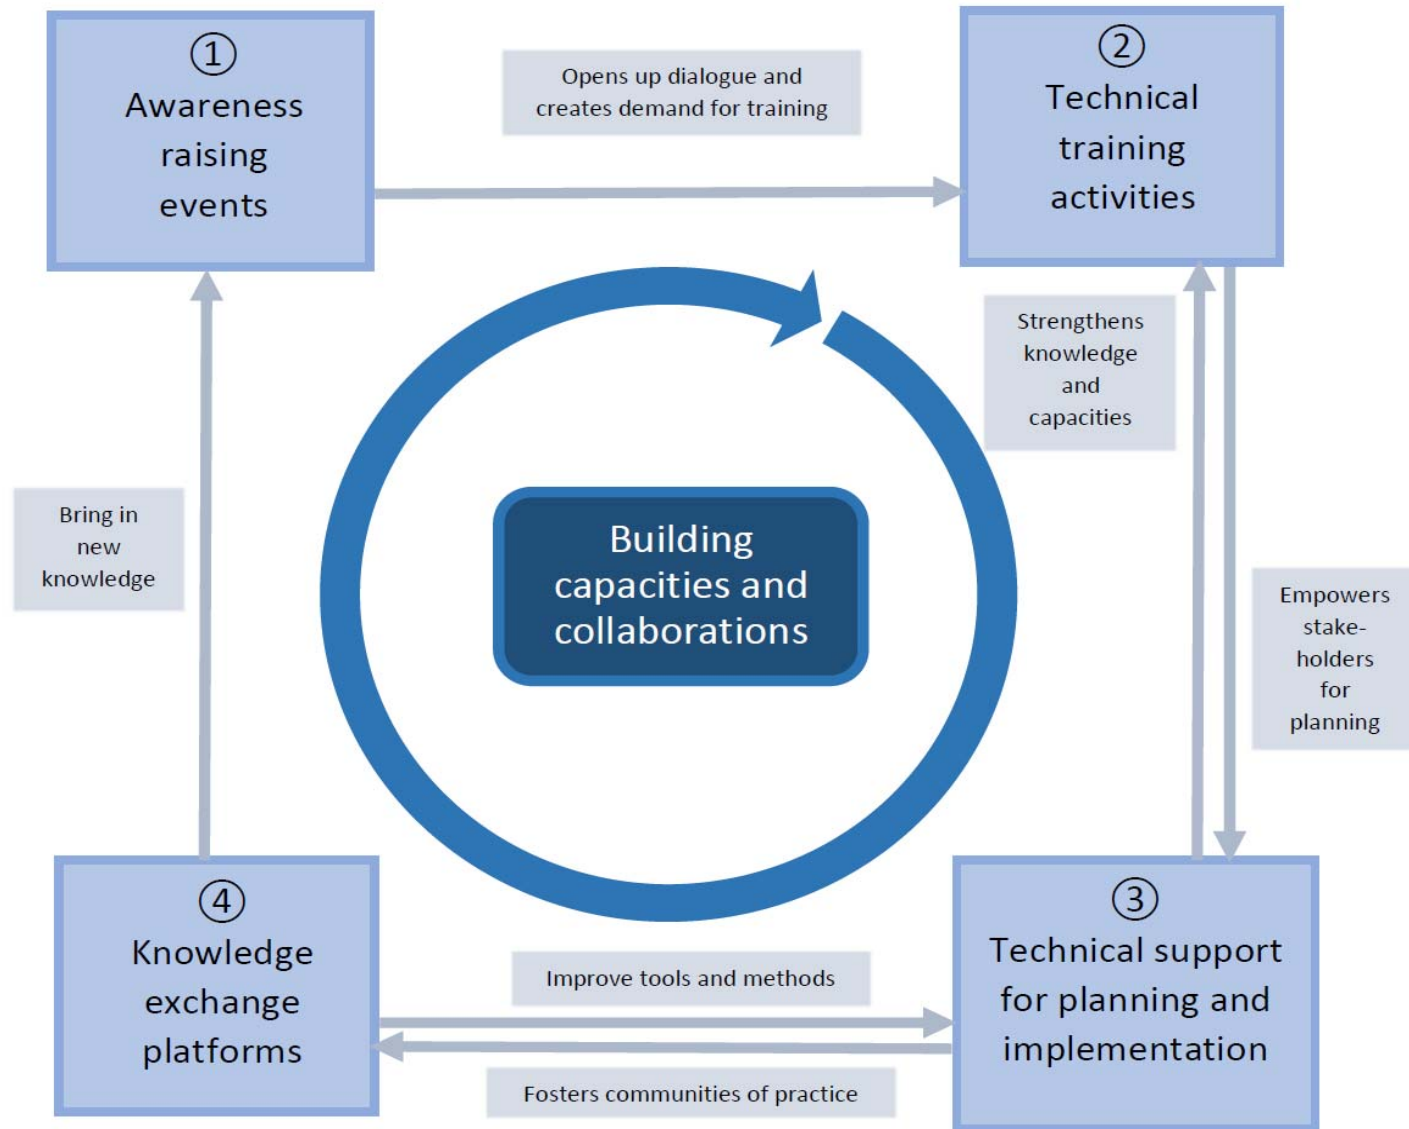 ①
Awareness
raising
events
Opens up dialogue and
creates demand for training
②
Technical
training
activities
Strengthens
knowledge
and
capacities
Bring in
new
knowledge
Building
capacities and
collaborations
Empowers
stake-
holders
for
planning
④
Knowledge
exchange
platforms
Improve tools and methods
Fosters communities of practice
③
Technical support
for planning and
implementation